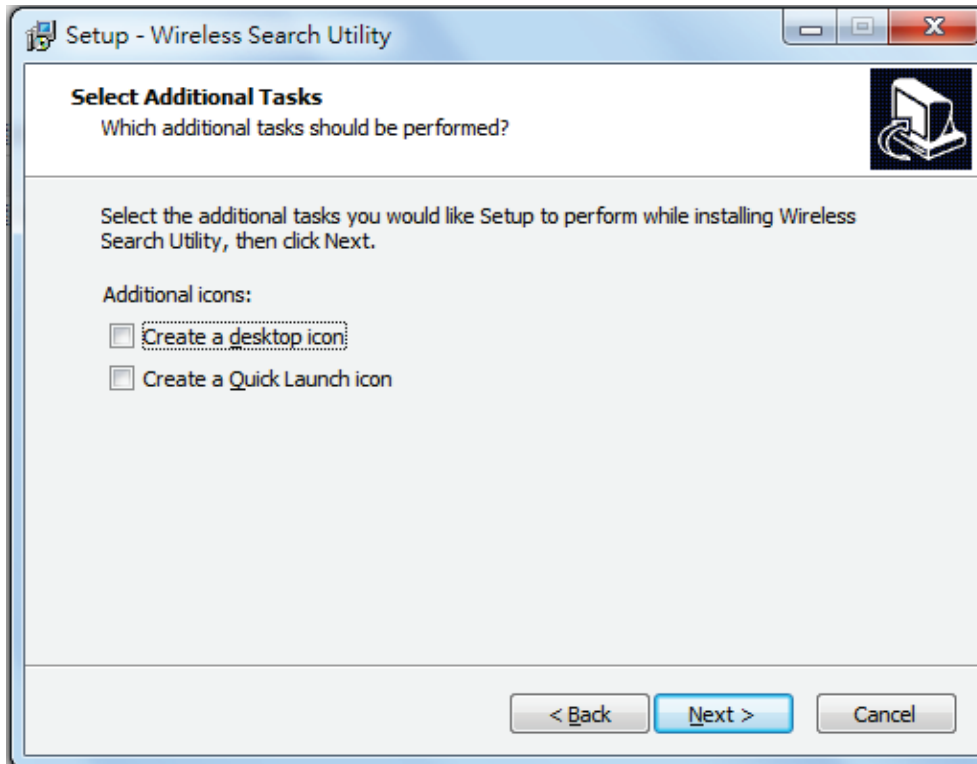 Setup - Wireless Search Utility
Select Additional Tasks
Which additional tasks should be performed?
Select the additional tasks you would like Setup to perform while installing Wireless
Search Utility, then click Next.
Additional icons:
Create a desktop icon
Create a Quick Launch icon
< Back Next > Cancel